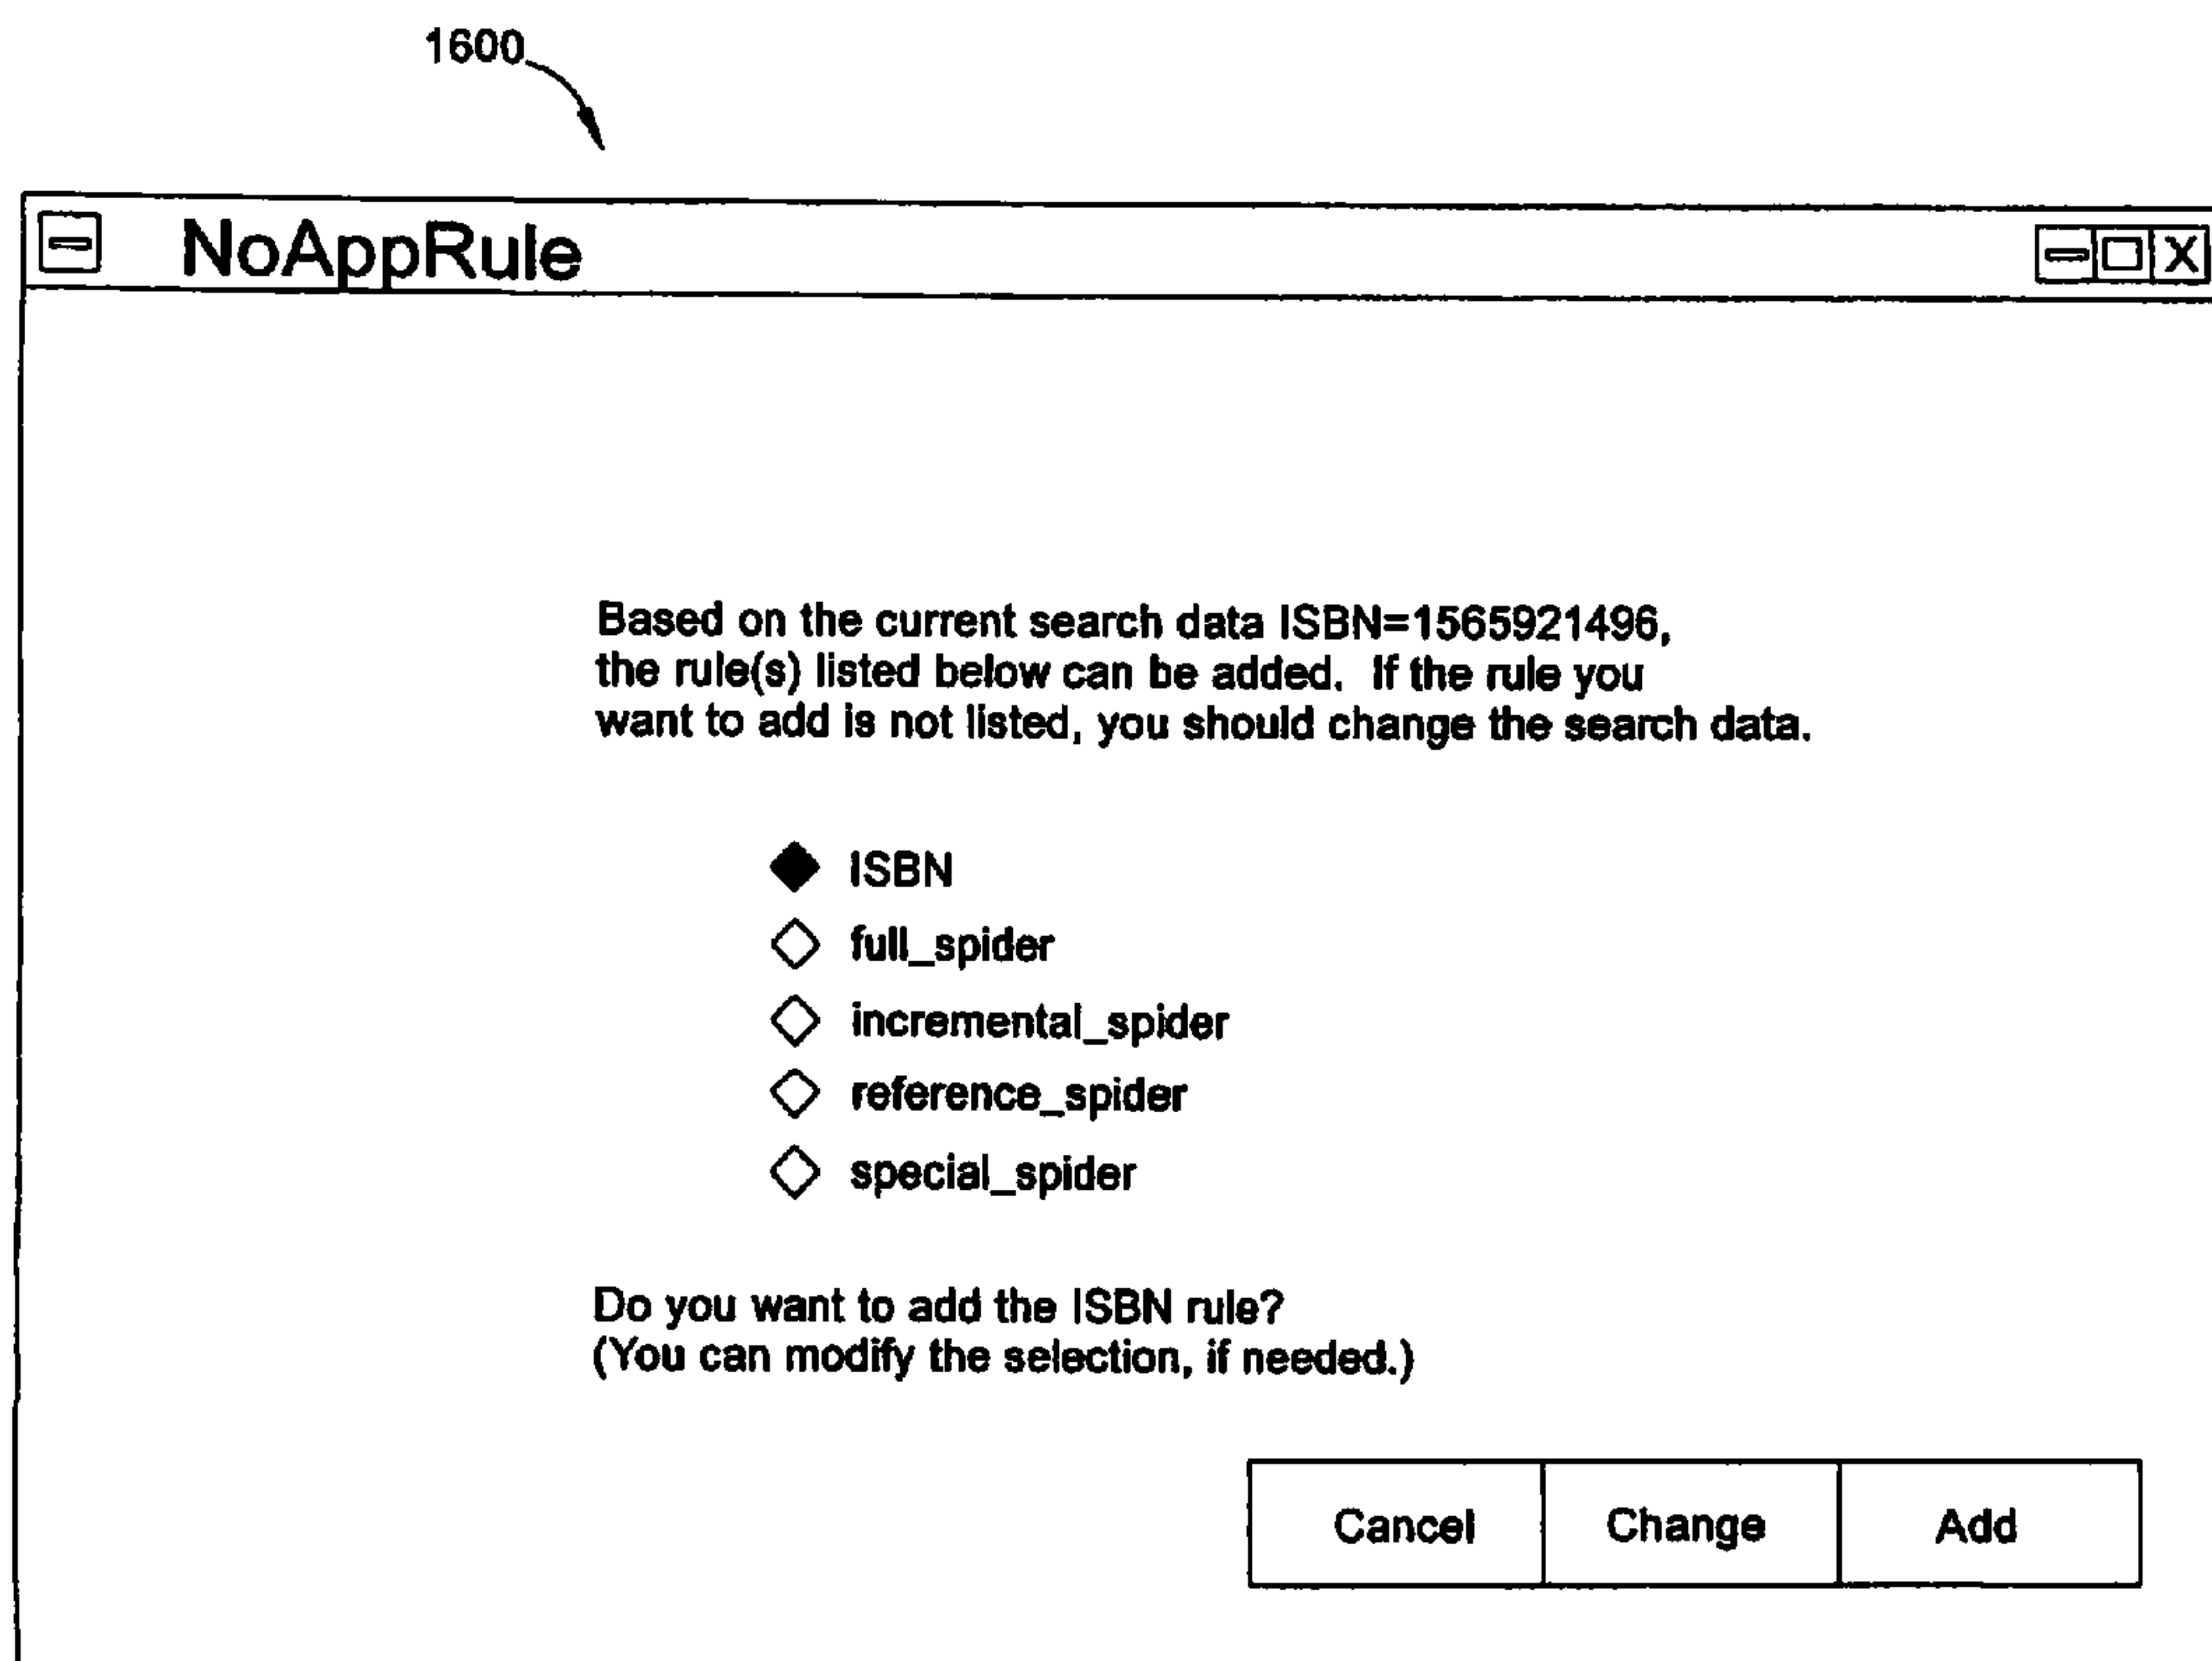 1600
NoAppRule
X
Based on the current search data ISBN=1565921496,
the rule(s) listed below can be added. If the rule you
want to add is not listed, you should change the search data.
ISBN
full_spider
incremental_spider
reference_spider
special_spider
Do you want to add the ISBN rule?
(You can modify the selection, if needed.)
Cancel Change Add